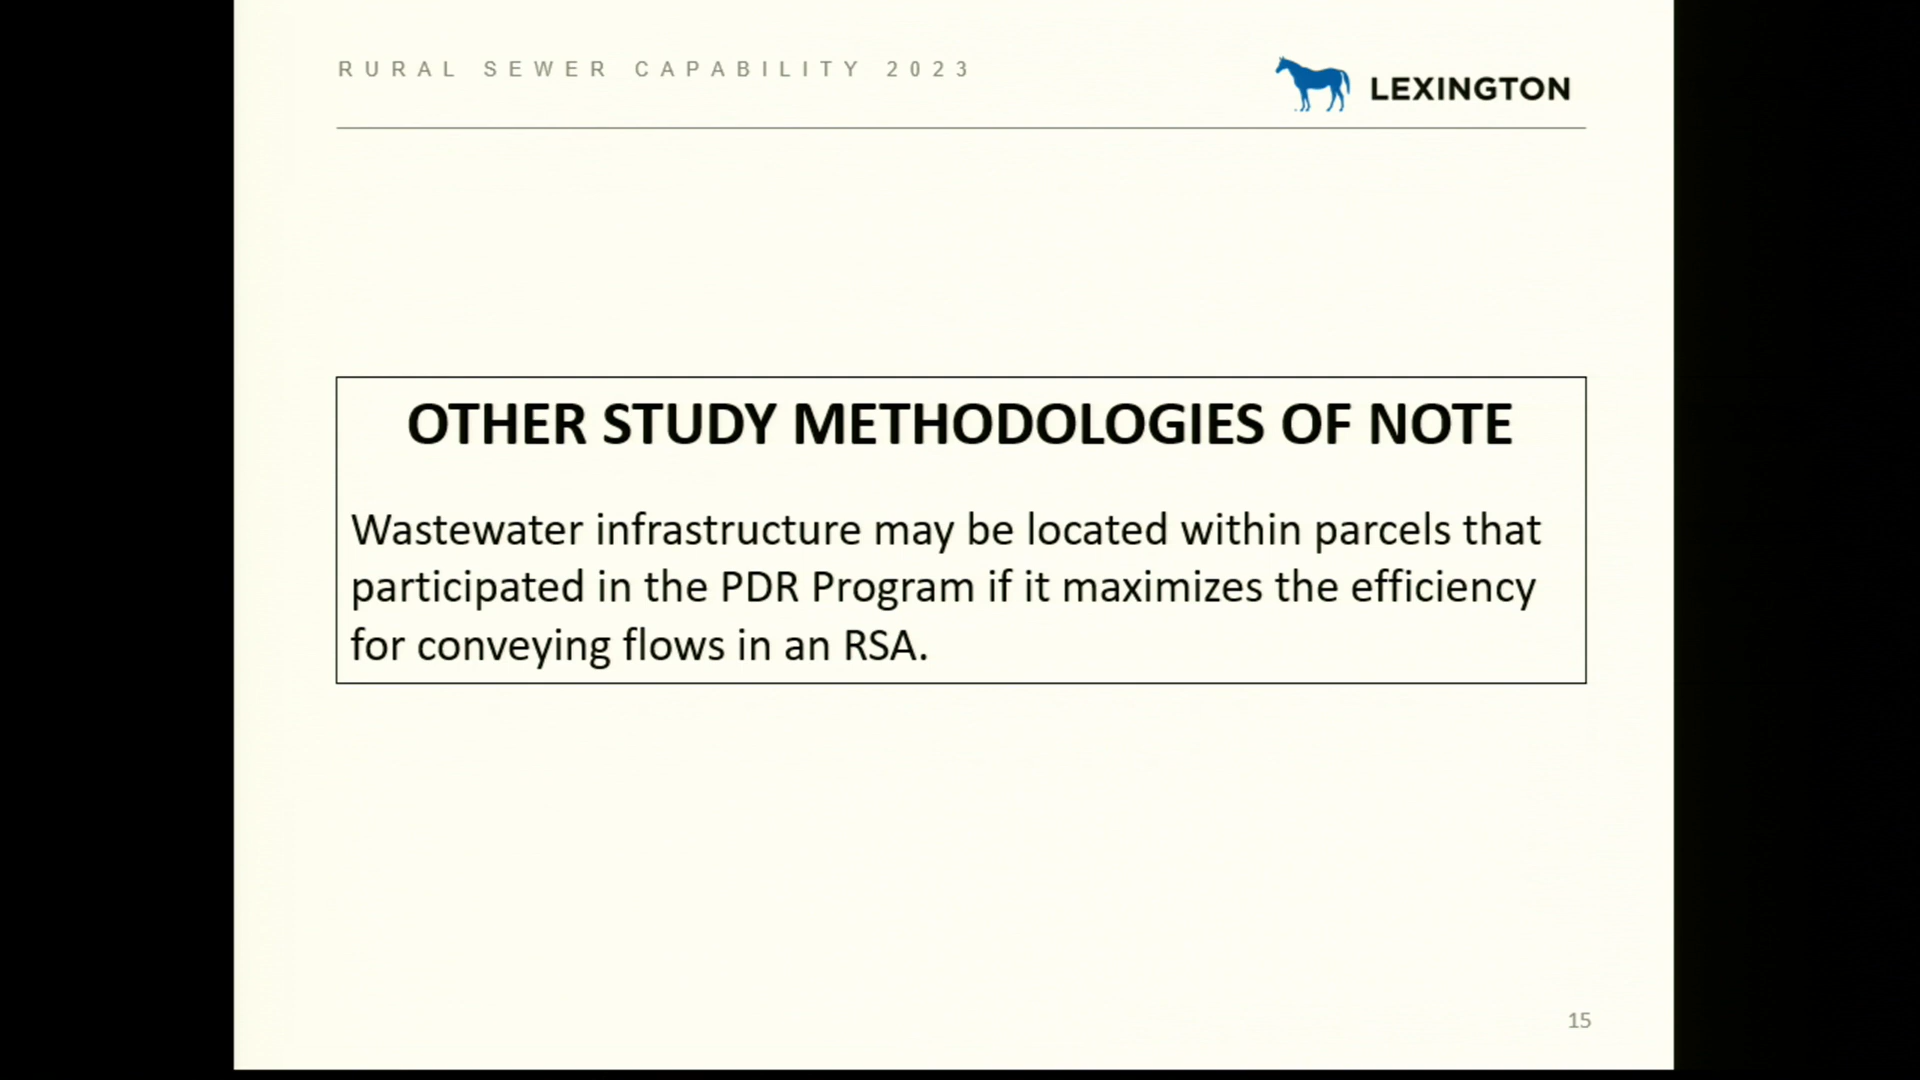 RURAL SEWER CAPABILITY 2023
LEXINGTON
OTHER STUDY METHODOLOGIES OF NOTE
Wastewater infrastructure may be located within parcels that
participated in the PDR Program if it maximizes the efficiency
for conveying flows in an RSA.
15